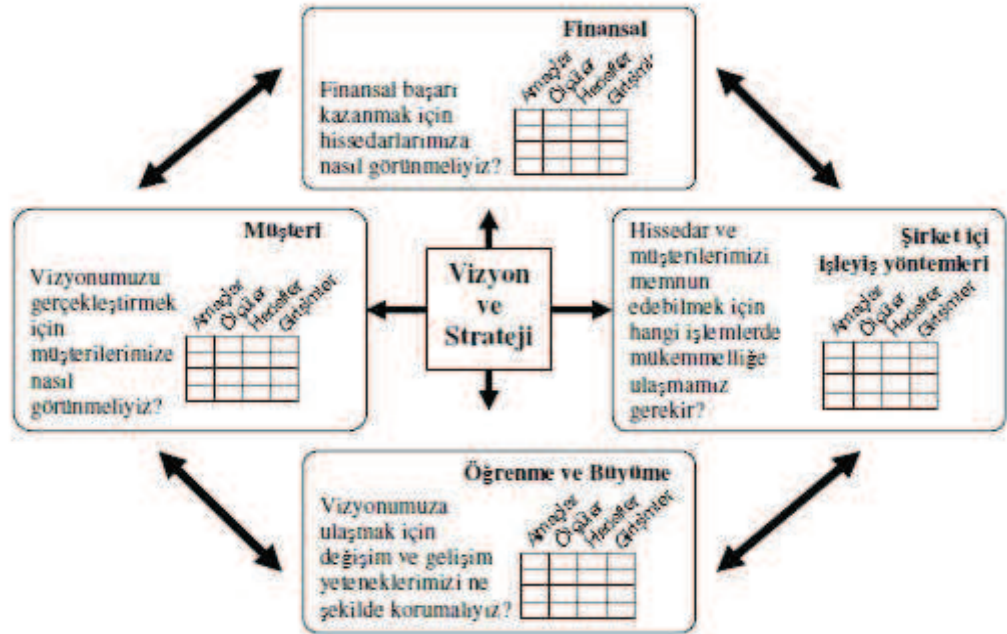 Finansal
Amaçlar
Ölçüler
Hedefler
Girişimler
Finansal başarı
kazanmak için
hissedarlarımıza
nasıl görünmeliyiz?
Müşteri
Amaçlar
Ölçüler
Hedefler
Girişimler
Vizyonumuzu
gerçekleştirmek
için
müşterilerimize
nasıl
görünmeliyiz?
Vizyon
ve
Strateji
Şirket içi
işleyiş yöntemleri
Amaçlar
Ölçüler
Hedefler
Girişimler
Hissedar ve
müşterilerimizi
memnun
edebilmek için
hangi işlemlerde
mükemmelliğe
ulaşmamız
gerekir?
Öğrenme ve Büyüme
Amaçlar
Ölçüler
Hedefler
Girişimler
Vizyonumuza
ulaşmak için
değişim ve gelişim
yeteneklerimizi ne
şekilde korumalıyız?